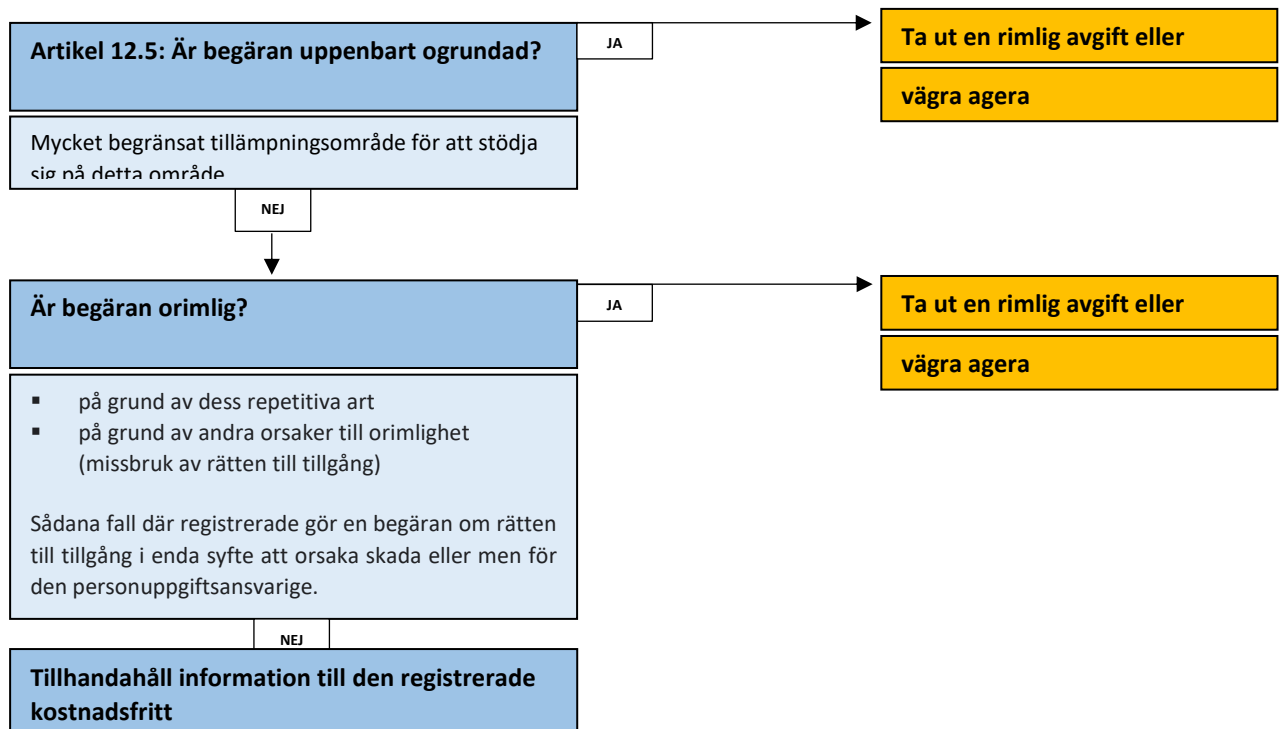 Artikel 12.5: Är begäran uppenbart ogrundad?
JA
Ta ut en rimlig avgift eller
vägra agera
Mycket begränsat tillämpningsområde för att stödja
sig på detta område
NEJ
Är begäran orimlig?
JA
Ta ut en rimlig avgift eller
vägra agera
▪ på grund av dess repetitiva art
▪ på grund av andra orsaker till orimlighet
(missbruk av rätten till tillgång)
Sådana fall där registrerade gör en begäran om rätten
till tillgång i enda syfte att orsaka skada eller men för
den personuppgiftsansvarige.
NEJ
Tillhandahåll information till den registrerade
kostnadsfritt